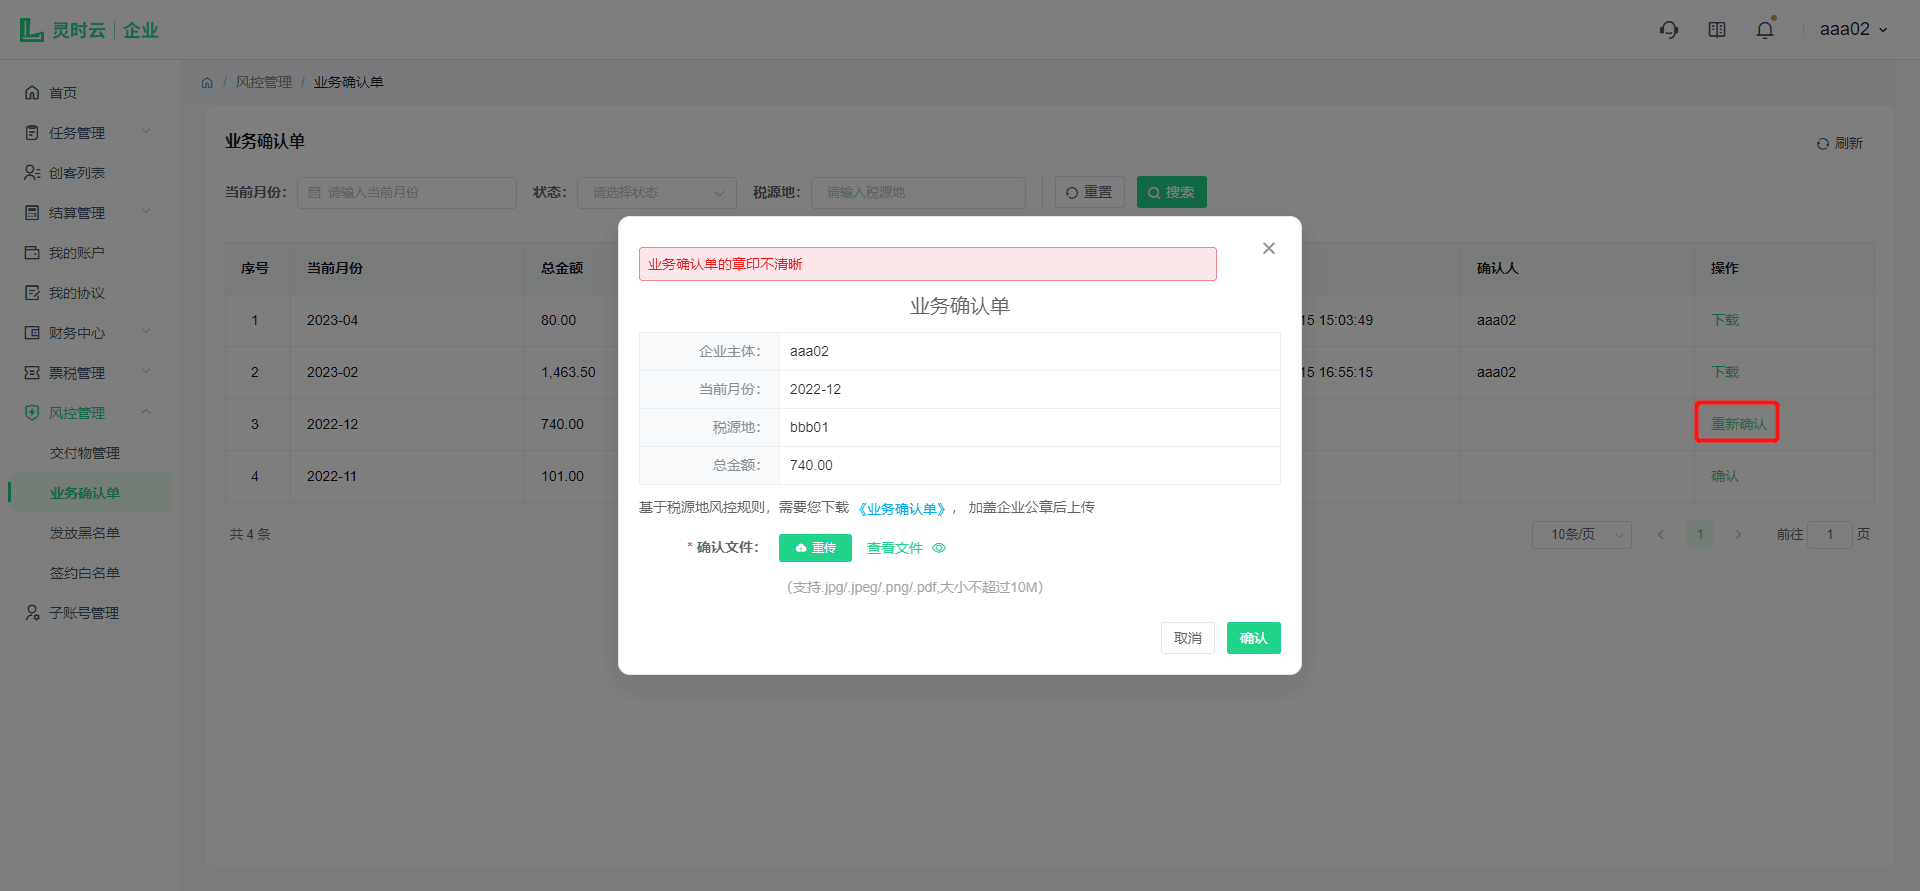 灵时云 | 企业
aaa02
首页
任务管理
创客列表
结算管理
我的账户
我的协议
财务中心
票税管理
风控管理
交付物管理
业务确认单
发放黑名单
签约白名单
子账号管理
/ 风控管理 / 业务确认单
业务确认单
刷新
当前月份： 请输入当前月份 状态： 请选择状态 税源地： 请输入税源地 重置 搜索
序号 当前月份 总金额 确认人 操作
1 2023-04 80.00 15 15:03:49 aaa02 下载
2 2023-02 1,463.50 15 16:55:15 aaa02 下载
3 2022-12 740.00 重新确认
4 2022-11 101.00 确认
共 4 条 10条/页 1 前往 1 页
业务确认单的章印不清晰
业务确认单
企业主体： aaa02
当前月份： 2022-12
税源地： bbb01
总金额： 740.00
基于税源地风控规则，需要您下载 《业务确认单》 ， 加盖企业公章后上传
* 确认文件： 重传 查看文件
（支持.jpg/.jpeg/.png/.pdf,大小不超过10M）
取消 确认